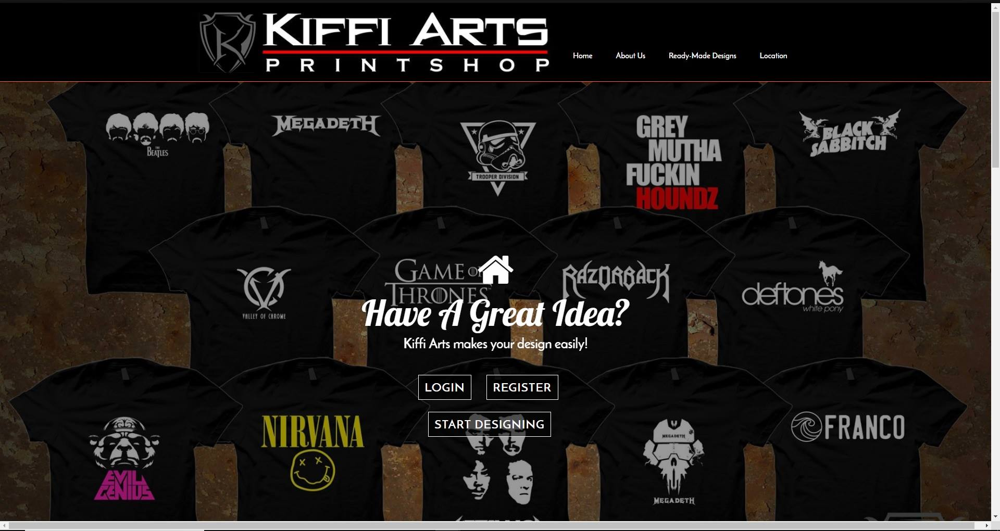 KIFFI ARTS
PRINTSHOP
Home
About Us
Ready-Made Designs
Location
THE
BEATLES
MEGADETH
TROOPER DIVISION
GREY
MUTHA
FUCKIN
HOUNDZ
BLACK
SABBITCH
VALLEY OF CHROME
GAME OF
THRONES
RAZORBACK
deftones
white pony
Have A Great Idea?
Kiffi Arts makes your design easily!
LOGIN
REGISTER
START DESIGNING
EVIL
GENIUS
NIRVANA
MEGADETH
MEGADETH
FRANCO